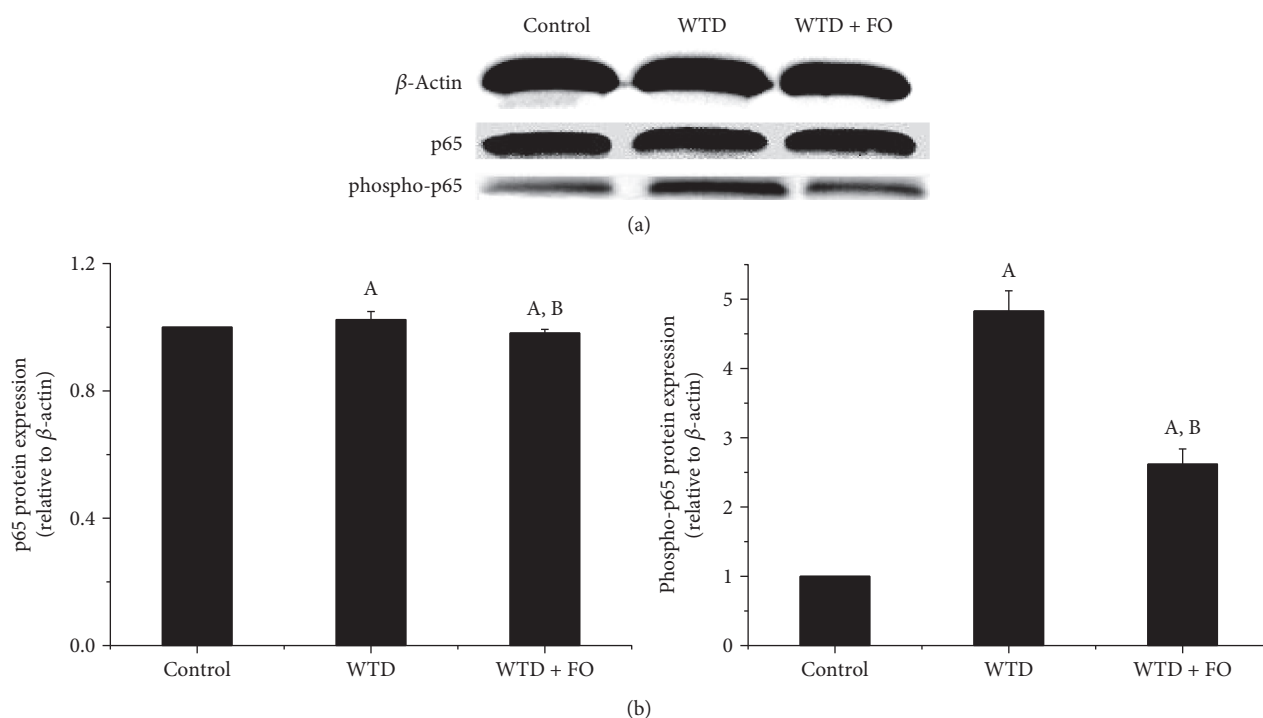 Control WTD WTD + FO
β-Actin
p65
phospho-p65
(a)
p65 protein expression
(relative to β-actin)
1.2
0.8
0.4
0.0
A
A, B
Control WTD WTD + FO
Phospho-p65 protein expression
(relative to β-actin)
5
4
3
2
1
0
A
A, B
Control WTD WTD + FO
(b)